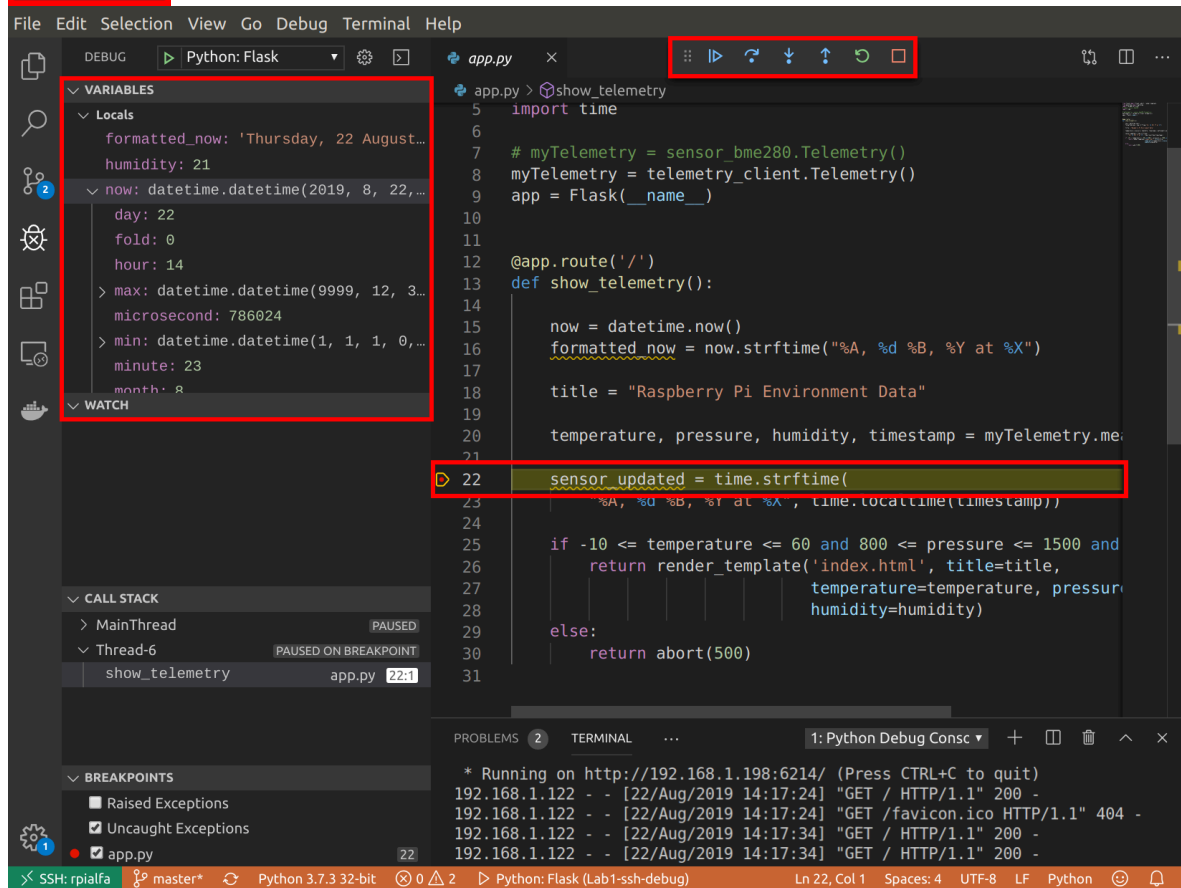 File Edit Selection View Go Debug Terminal Help
DEBUG Python: Flask
VARIABLES
Locals
formatted_now: 'Thursday, 22 August…
humidity: 21
now: datetime.datetime(2019, 8, 22,…
day: 22
fold: 0
hour: 14
max: datetime.datetime(9999, 12, 3…
microsecond: 786024
min: datetime.datetime(1, 1, 1, 0,…
minute: 23
month: 8
WATCH
CALL STACK
MainThread PAUSED
Thread-6 PAUSED ON BREAKPOINT
show_telemetry app.py 22:1
BREAKPOINTS
Raised Exceptions
Uncaught Exceptions
app.py 22
2
1
app.py
app.py > show_telemetry
5 import time
6
7 # myTelemetry = sensor_bme280.Telemetry()
8 myTelemetry = telemetry_client.Telemetry()
9 app = Flask(__name__)
10
11
12 @app.route('/')
13 def show_telemetry():
14
15 now = datetime.now()
16 formatted_now = now.strftime("%A, %d %B, %Y at %X")
17
18 title = "Raspberry Pi Environment Data"
19
20 temperature, pressure, humidity, timestamp = myTelemetry.mea
21
22 sensor_updated = time.strftime(
23 "%A, %d %B, %Y at %X", time.localtime(timestamp))
24
25 if -10 <= temperature <= 60 and 800 <= pressure <= 1500 and
26 return render_template('index.html', title=title,
27 temperature=temperature, pressure
28 humidity=humidity)
29 else:
30 return abort(500)
31
PROBLEMS 2 TERMINAL ··· 1: Python Debug Consc
* Running on http://192.168.1.198:6214/ (Press CTRL+C to quit)
192.168.1.122 - - [22/Aug/2019 14:17:24] "GET / HTTP/1.1" 200 -
192.168.1.122 - - [22/Aug/2019 14:17:24] "GET /favicon.ico HTTP/1.1" 404 -
192.168.1.122 - - [22/Aug/2019 14:17:34] "GET / HTTP/1.1" 200 -
192.168.1.122 - - [22/Aug/2019 14:17:34] "GET / HTTP/1.1" 200 -
SSH: rpialfa master* Python 3.7.3 32-bit 0 2 Python: Flask (Lab1-ssh-debug) Ln 22, Col 1 Spaces: 4 UTF-8 LF Python